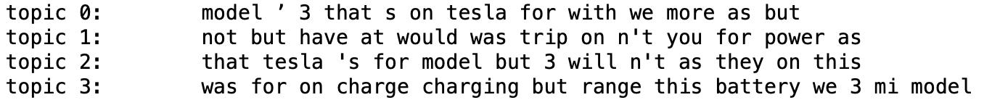 topic 0: model ’ 3 that s on tesla for with we more as but
topic 1: not but have at would was trip on n't you for power as
topic 2: that tesla 's for model but 3 will n't as they on this
topic 3: was for on charge charging but range this battery we 3 mi model